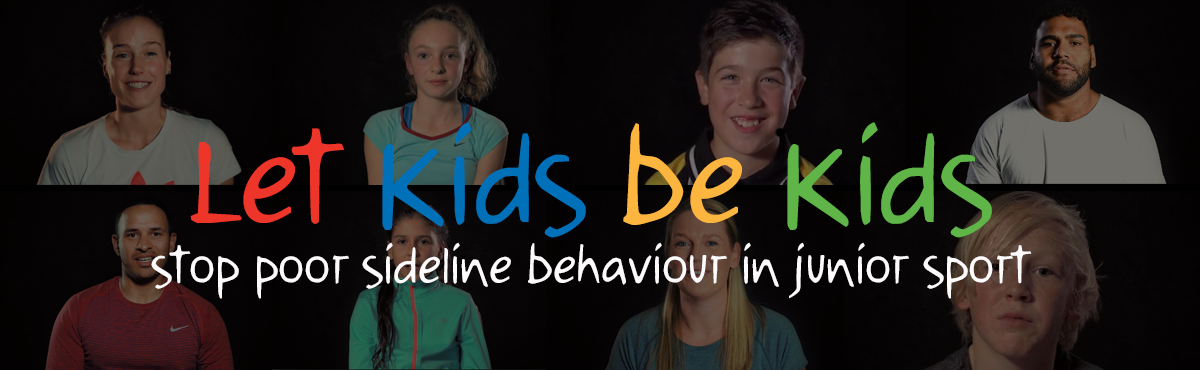 Let Kids be Kids
stop poor sideline behaviour in junior sport